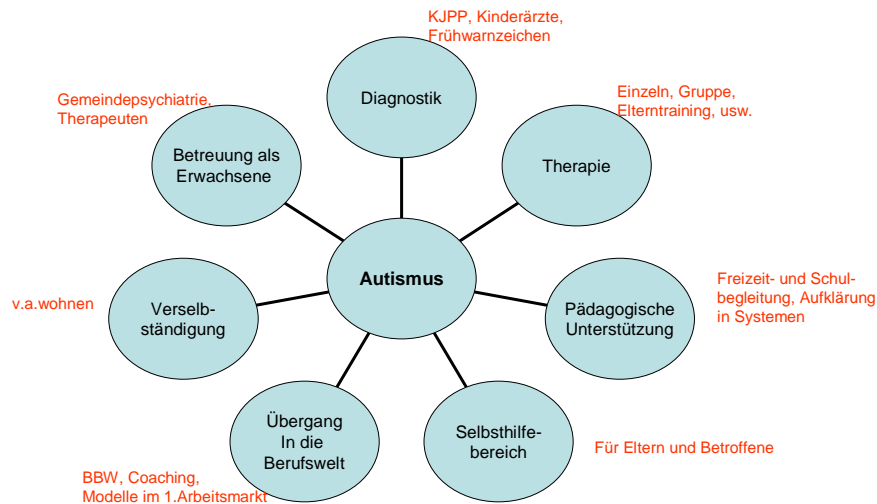 KJPP, Kinderärzte,
Frühwarnzeichen
Diagnostik
Einzeln, Gruppe,
Elterntraining, usw.
Therapie
Freizeit- und Schul-
begleitung, Aufklärung
in Systemen
Pädagogische
Unterstützung
Für Eltern und Betroffene
Selbsthilfe-
bereich
Übergang
In die
Berufswelt
BBW, Coaching,
Modelle im 1.Arbeitsmarkt
v.a.wohnen
Verselb-
ständigung
Gemeindepsychiatrie,
Therapeuten
Betreuung als
Erwachsene
Autismus